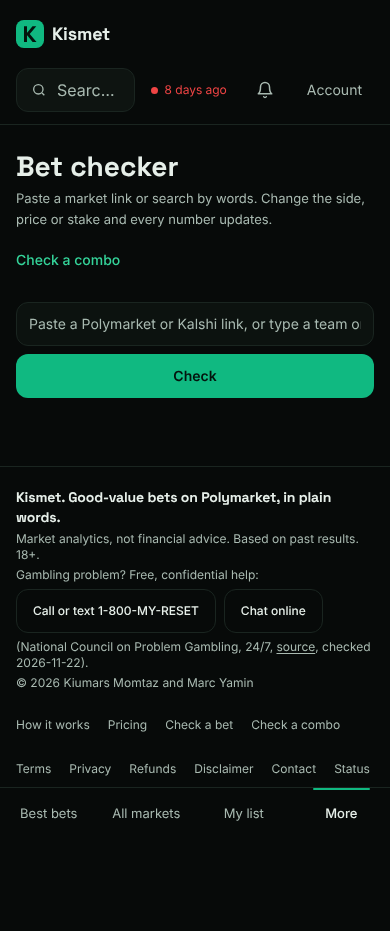 Kismet
Searc...
8 days ago
Account
Bet checker
Paste a market link or search by words. Change the side,
price or stake and every number updates.
Check a combo
Paste a Polymarket or Kalshi link, or type a team o
Check
Kismet. Good-value bets on Polymarket, in plain
words.
Market analytics, not financial advice. Based on past results.
18+.
Gambling problem? Free, confidential help:
Call or text 1-800-MY-RESET
Chat online
(National Council on Problem Gambling, 24/7, source, checked
2026-11-22).
© 2026 Kiumars Momtaz and Marc Yamin
How it works Pricing Check a bet Check a combo
Terms Privacy Refunds Disclaimer Contact Status
Best bets All markets My list More